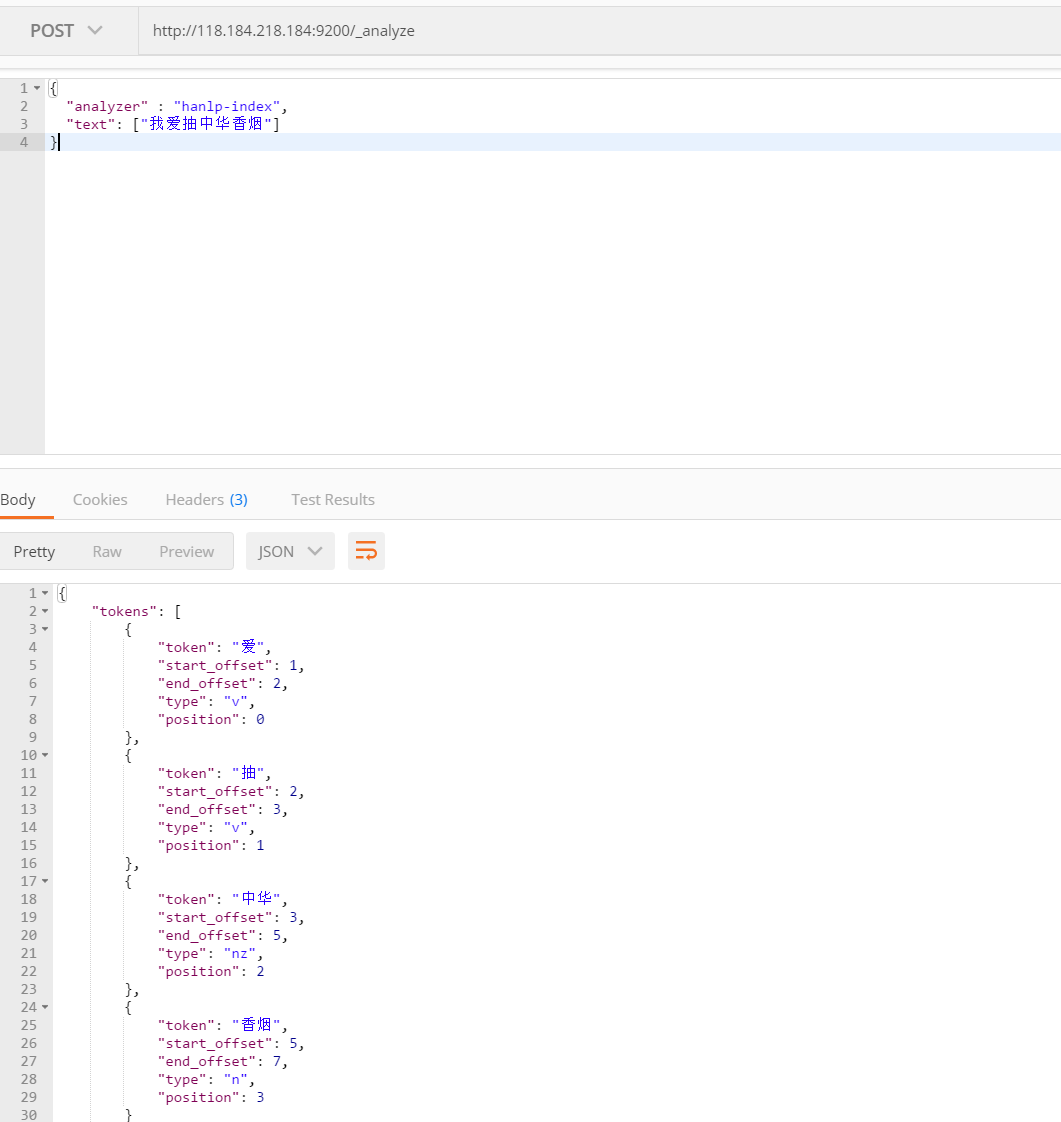 POST http://118.184.218.184:9200/_analyze
1 {
2 "analyzer" : "hanlp-index",
3 "text": ["我爱抽中华香烟"]
4 }
Body Cookies Headers (3) Test Results
Pretty Raw Preview JSON
1 {
2 "tokens": [
3 {
4 "token": "爱",
5 "start_offset": 1,
6 "end_offset": 2,
7 "type": "v",
8 "position": 0
9 },
10 {
11 "token": "抽",
12 "start_offset": 2,
13 "end_offset": 3,
14 "type": "v",
15 "position": 1
16 },
17 {
18 "token": "中华",
19 "start_offset": 3,
20 "end_offset": 5,
21 "type": "nz",
22 "position": 2
23 },
24 {
25 "token": "香烟",
26 "start_offset": 5,
27 "end_offset": 7,
28 "type": "n",
29 "position": 3
30 }